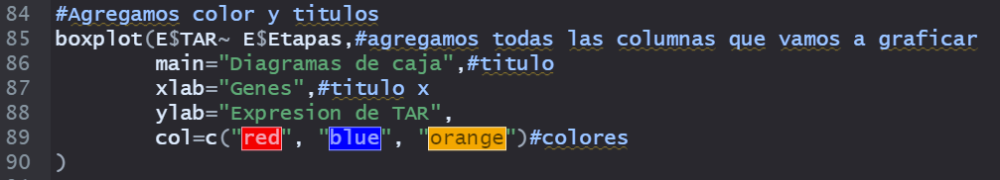 84 #Agregamos color y titulos
85 boxplot(E$TAR~ E$Etapas,#agregamos todas las columnas que vamos a graficar
86 main="Diagramas de caja",#titulo
87 xlab="Genes",#titulo x
88 ylab="Expresion de TAR",
89 col=c("red", "blue", "orange")#colores
90 )